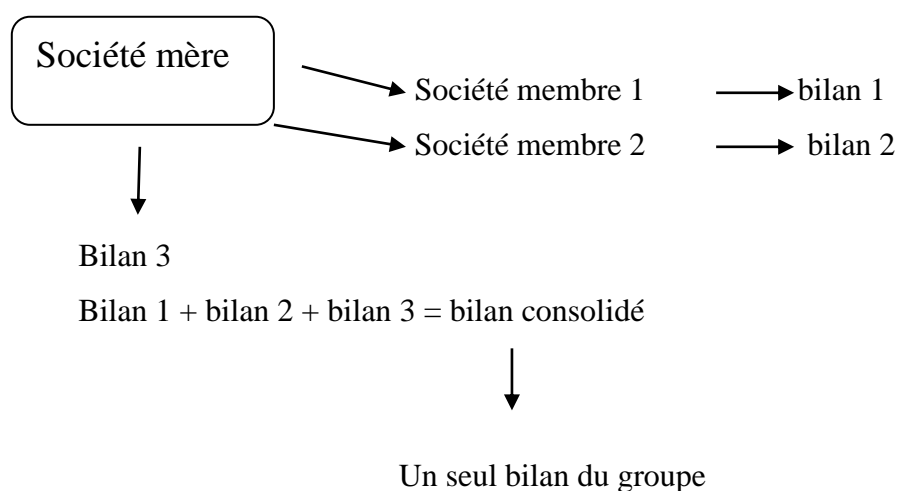 Société mère
Société membre 1 bilan 1
Société membre 2 bilan 2
Bilan 3
Bilan 1 + bilan 2 + bilan 3 = bilan consolidé
Un seul bilan du groupe